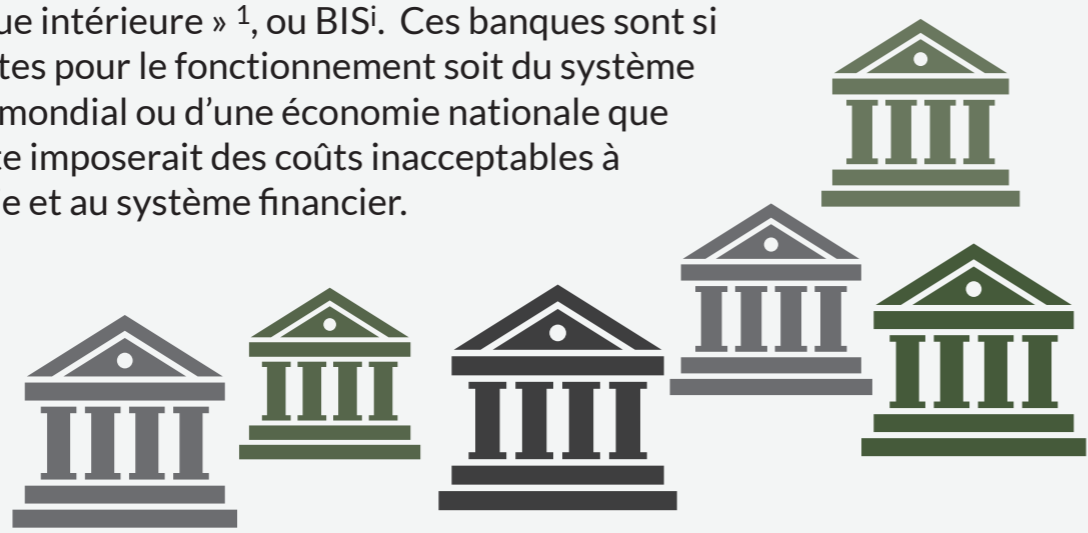 ue intérieure » ¹, ou BISⁱ. Ces banques sont si
tes pour le fonctionnement soit du système
mondial ou d’une économie nationale que
te imposerait des coûts inacceptables à
e et au système financier.